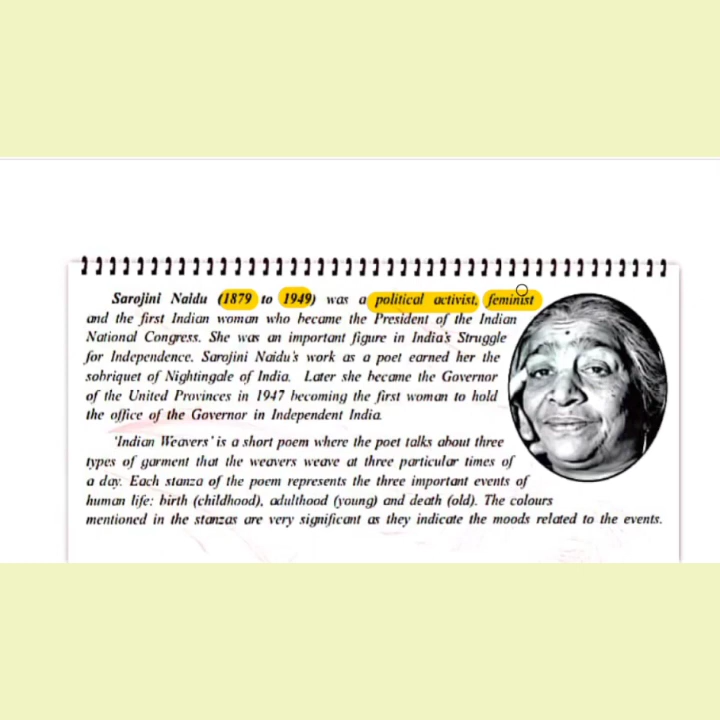 Sarojini Naidu (1879 to 1949) was a political activist, feminist
and the first Indian woman who became the President of the Indian
National Congress. She was an important figure in India's Struggle
for Independence. Sarojini Naidu's work as a poet earned her the
sobriquet of Nightingale of India. Later she became the Governor
of the United Provinces in 1947 becoming the first woman to hold
the office of the Governor in Independent India.
'Indian Weavers' is a short poem where the poet talks about three
types of garment that the weavers weave at three particular times of
a day. Each stanza of the poem represents the three important events of
human life: birth (childhood), adulthood (young) and death (old). The colours
mentioned in the stanzas are very significant as they indicate the moods related to the events.